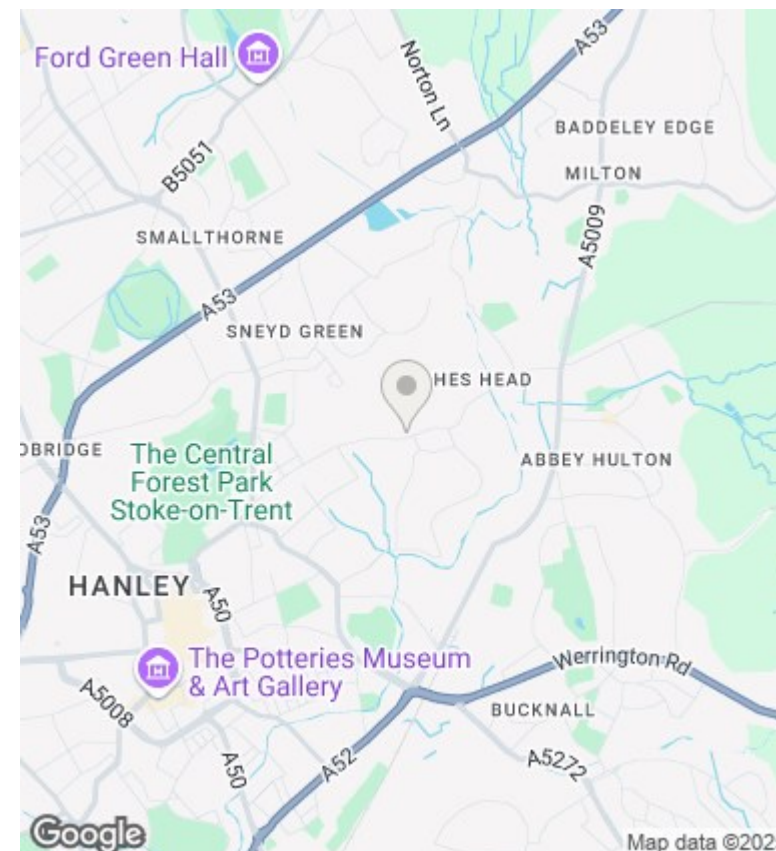 Ford Green Hall
Norton Ln
A53
BADDELEY EDGE
MILTON
B5051
SMALLTHORNE
A5009
A53
SNEYD GREEN
HES HEAD
OBRIDGE
The Central
Forest Park
Stoke-on-Trent
ABBEY HULTON
A53
HANLEY
A50
The Potteries Museum
& Art Gallery
Werrington Rd
A5008
BUCKNALL
A50
A52
A5272
Google
Map data ©202